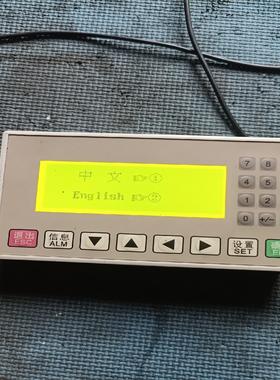 中 文 ☞①
English ☞②
7 8
4 5
1 2
0 +/-
退出 ESC
信息 ALM
▼ ▲ ◀ ▶
设置 SET